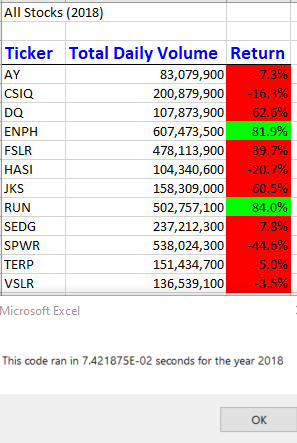 All Stocks (2018)
Ticker Total Daily Volume Return
AY 83,079,900 -7.3%
CSIQ 200,879,900 -16.3%
DQ 107,873,900 -62.6%
ENPH 607,473,500 81.9%
FSLR 478,113,900 -39.7%
HASI 104,340,600 -20.7%
JKS 158,309,000 -60.5%
RUN 502,757,100 84.0%
SEDG 237,212,300 -7.8%
SPWR 538,024,300 -44.6%
TERP 151,434,700 -5.0%
VSLR 136,539,100 -3.5%
Microsoft Excel
This code ran in 7.421875E-02 seconds for the year 2018
OK